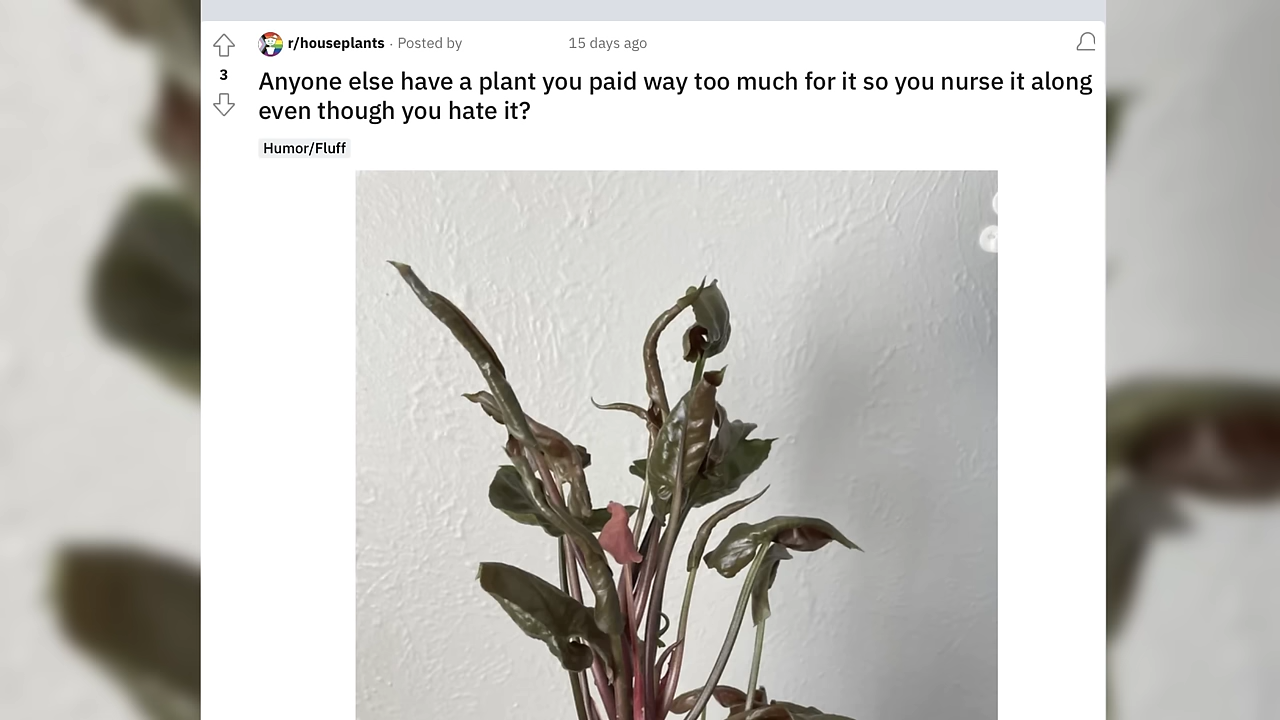 r/houseplants · Posted by 15 days ago
3
Anyone else have a plant you paid way too much for it so you nurse it along
even though you hate it?
Humor/Fluff